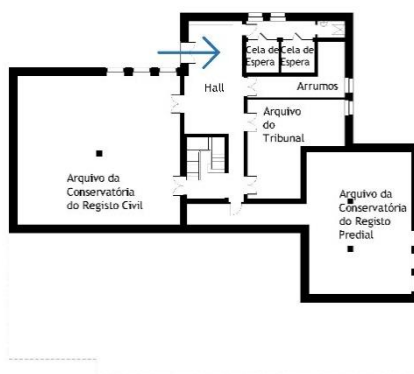 Cela de
Espera
Cela de
Espera
Hall
Arrumos
Arquivo
do
Tribunal
Arquivo da
Conservatória
do Registo Civil
Arquivo da
Conservatória
do Registo
Predial